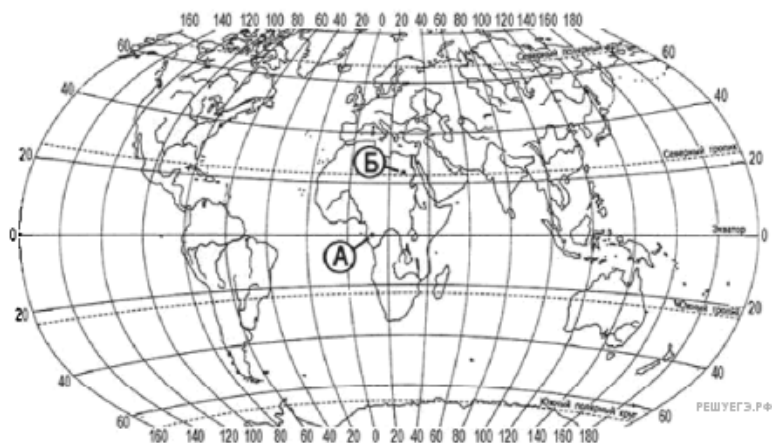 160 140 120 100 80 60 40 20 0 20 40 60 80 100 120 140 160 180
60 Северный полярный круг 60
40 40
Б
20 Северный тропик 20
0 Экватор 0
А
20 Южный тропик 20
40 40
60 Южный полярный круг 60
160 140 120 100 80 60 40 20 0 20 40 60 80 100 120 140 160 180
РЕШУЕГЭ.РФ